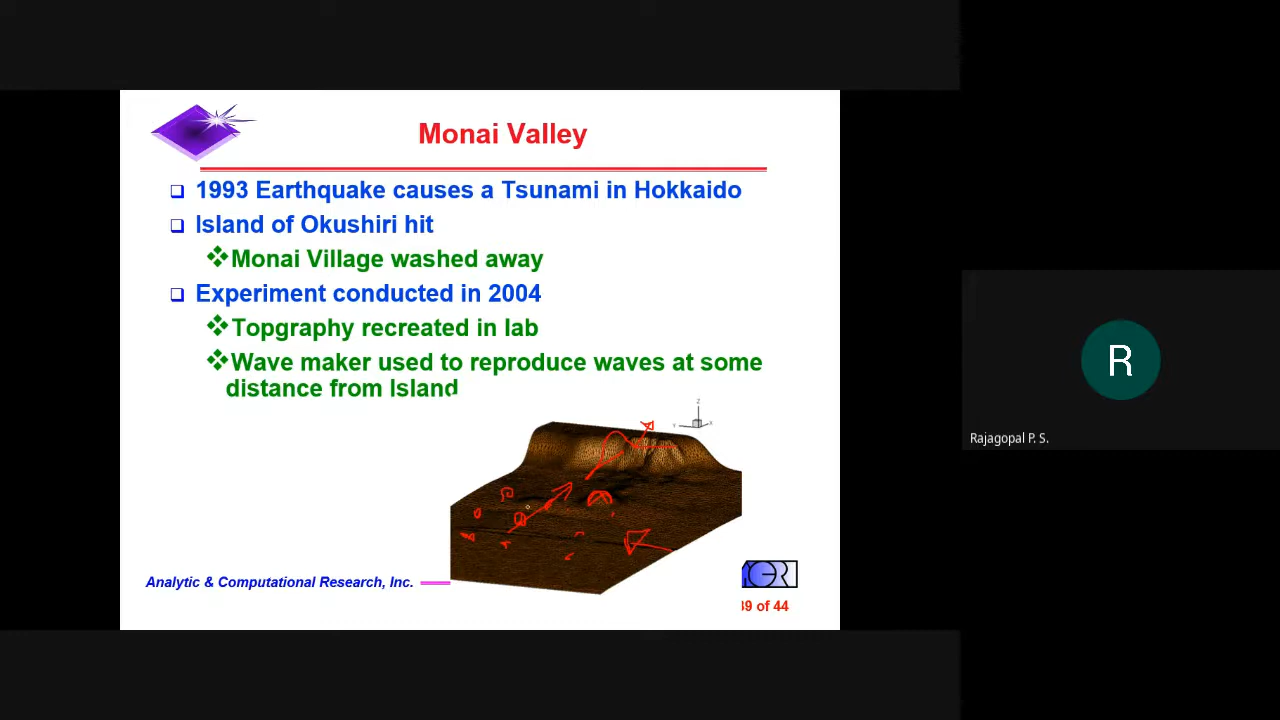 Monai Valley
1993 Earthquake causes a Tsunami in Hokkaido
Island of Okushiri hit
Monai Village washed away
Experiment conducted in 2004
Topgraphy recreated in lab
Wave maker used to reproduce waves at some
distance from Island
Z
Y X
Analytic & Computational Research, Inc.
39 of 44
R
Rajagopal P. S.